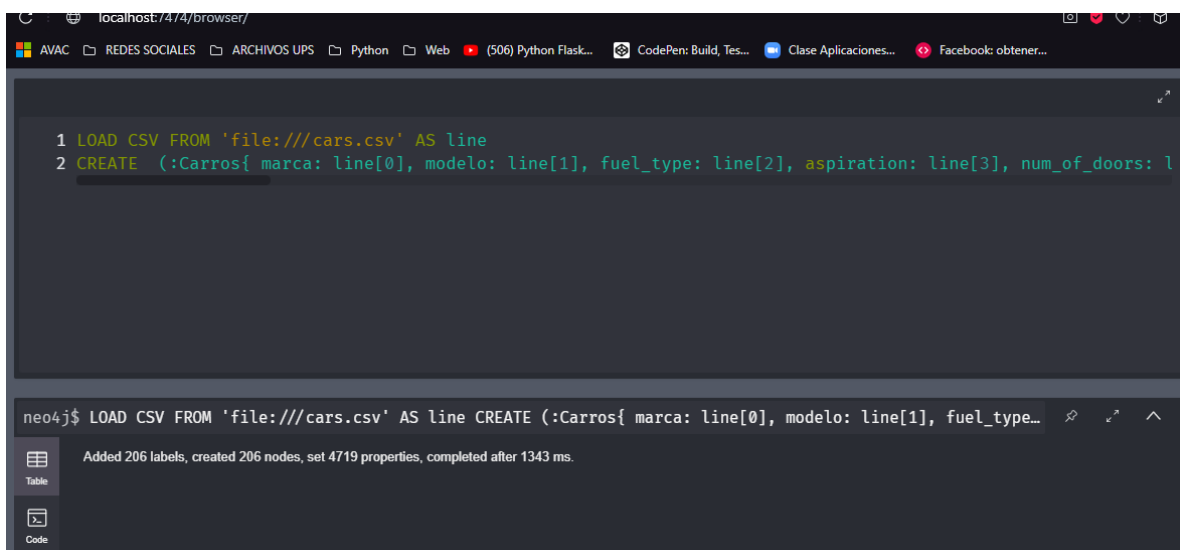 localhost:7474/browser/
AVAC REDES SOCIALES ARCHIVOS UPS Python Web (506) Python Flask... CodePen: Build, Tes... Clase Aplicaciones... Facebook: obtener...
1 LOAD CSV FROM 'file:///cars.csv' AS line
2 CREATE (:Carros{ marca: line[0], modelo: line[1], fuel_type: line[2], aspiration: line[3], num_of_doors: l
neo4j$ LOAD CSV FROM 'file:///cars.csv' AS line CREATE (:Carros{ marca: line[0], modelo: line[1], fuel_type…
Added 206 labels, created 206 nodes, set 4719 properties, completed after 1343 ms.
Table
Code